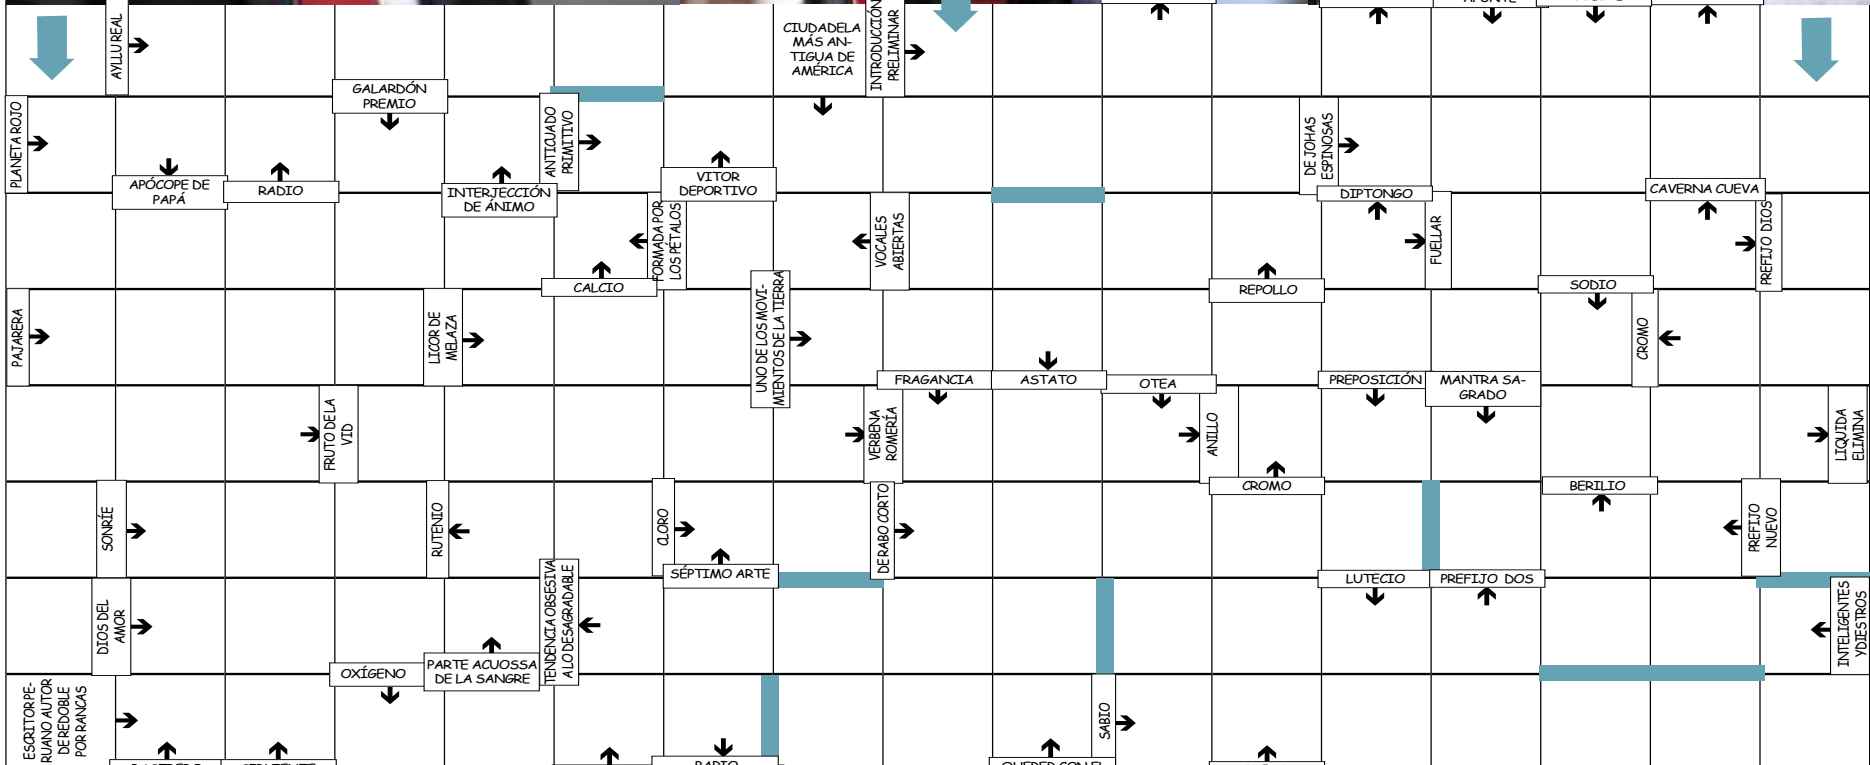 AYLLU REAL
CIUDADELA
MÁS AN-
TIGUA DE
AMÉRICA
INTRODUCCIÓN
PRELIMINAR
GALARDÓN
PREMIO
PLANETA ROJO
ANTICUADO
PRIMITIVO
DE JOHAS
ESPINOSAS
APÓCOPE DE
PAPÁ
RADIO
INTERJECCIÓN
DE ÁNIMO
VITOR
DEPORTIVO
DIPTONGO
CAVERNA CUEVA
FORMADA POR
LOS PÉTALOS
VOCALES
ABIERTAS
FUELLAR
PREFIJO DIOS
CALCIO
REPOLLO
SODIO
PAJARERA
LICOR DE
MELAZA
UNO DE LOS MOVI-
MIENTOS DE LA TIERRA
CROMO
FRAGANCIA
ASTATO
OTEA
PREPOSICIÓN
MANTRA SA-
GRADO
FRUTO DE LA
VID
VERBENA
ROMERÍA
ANILLO
LIQUIDA
ELIMINA
CROMO
BERILIO
SONRÍE
RUTENIO
CLORO
DE RABO CORTO
PREFIJO
NUEVO
SÉPTIMO ARTE
LUTECIO
PREFIJO DOS
DIOS DEL
AMOR
TENDENCIA OBSESIVA
A LO DESAGRADABLE
INTELIGENTES
Y DIESTROS
OXÍGENO
PARTE ACUOSSA
DE LA SANGRE
ESCRITOR PE-
RUANO AUTOR
DE REDOBLE
POR RANCAS
SABIO